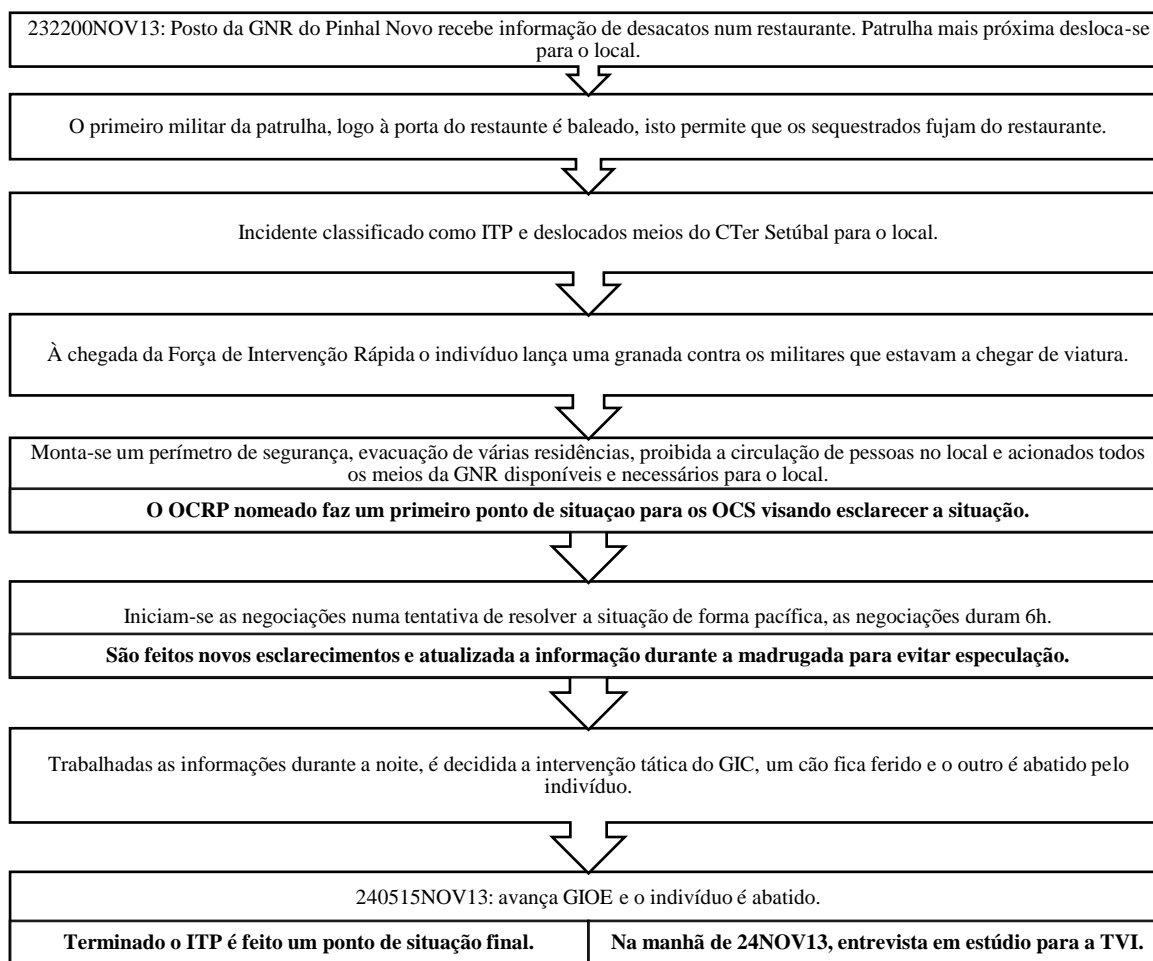 232200NOV13: Posto da GNR do Pinhal Novo recebe informação de desacatos num restaurante. Patrulha mais próxima desloca-se
para o local.
O primeiro militar da patrulha, logo à porta do restaunte é baleado, isto permite que os sequestrados fujam do restaurante.
Incidente classificado como ITP e deslocados meios do CTer Setúbal para o local.
À chegada da Força de Intervenção Rápida o indivíduo lança uma granada contra os militares que estavam a chegar de viatura.
Monta-se um perímetro de segurança, evacuação de várias residências, proibida a circulação de pessoas no local e acionados todos
os meios da GNR disponíveis e necessários para o local.
O OCRP nomeado faz um primeiro ponto de situaçao para os OCS visando esclarecer a situação.
Iniciam-se as negociações numa tentativa de resolver a situação de forma pacífica, as negociações duram 6h.
São feitos novos esclarecimentos e atualizada a informação durante a madrugada para evitar especulação.
Trabalhadas as informações durante a noite, é decidida a intervenção tática do GIC, um cão fica ferido e o outro é abatido pelo
indivíduo.
240515NOV13: avança GIOE e o indivíduo é abatido.
Terminado o ITP é feito um ponto de situação final.
Na manhã de 24NOV13, entrevista em estúdio para a TVI.